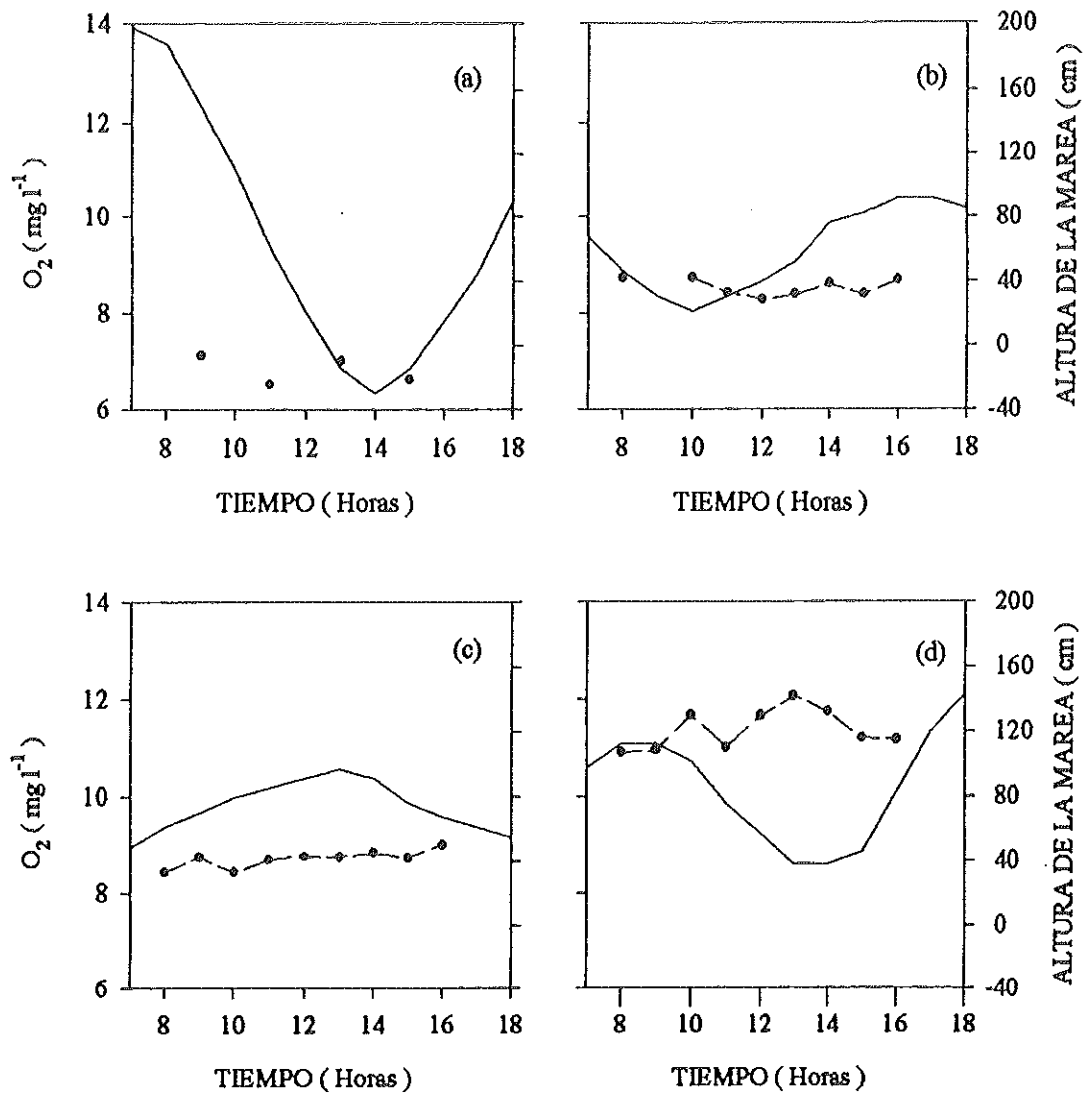 14
12
10
8
6
O2 ( mg l-1 )
(a)
8 10 12 14 16 18
TIEMPO ( Horas )
(b)
200
160
120
80
40
0
-40
ALTURA DE LA MAREA ( cm )
8 10 12 14 16 18
TIEMPO ( Horas )
14
12
10
8
6
O2 ( mg l-1 )
(c)
8 10 12 14 16 18
TIEMPO ( Horas )
(d)
200
160
120
80
40
0
-40
ALTURA DE LA MAREA ( cm )
8 10 12 14 16 18
TIEMPO ( Horas )